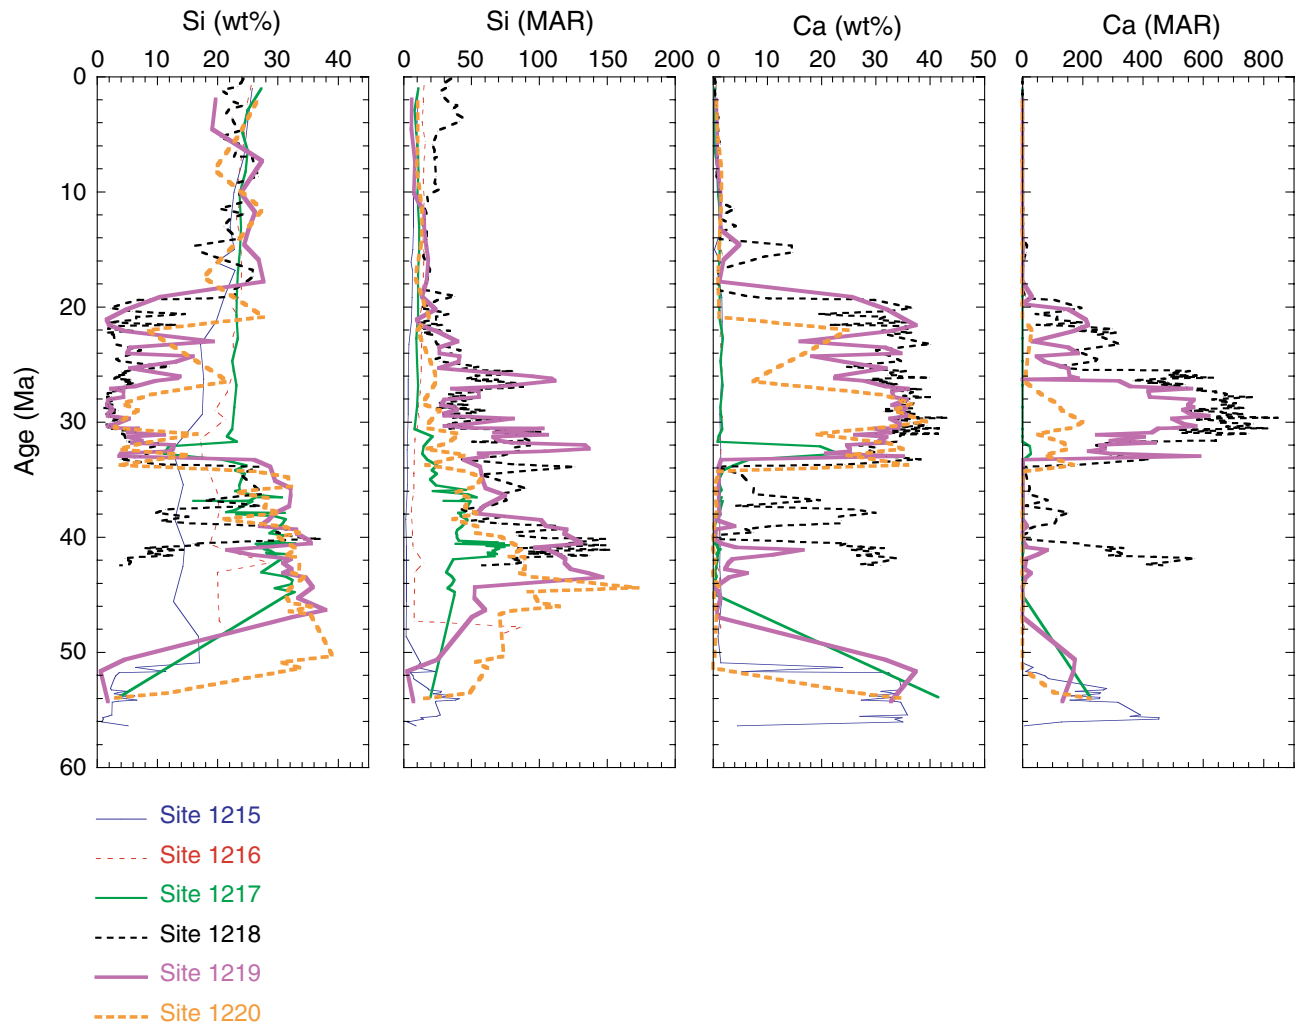 Si (wt%) Si (MAR) Ca (wt%) Ca (MAR)
0 10 20 30 40 0 50 100 150 200 0 10 20 30 40 50 0 200 400 600 800
0
10
20
30
40
50
60
Age (Ma)
Site 1215
Site 1216
Site 1217
Site 1218
Site 1219
Site 1220